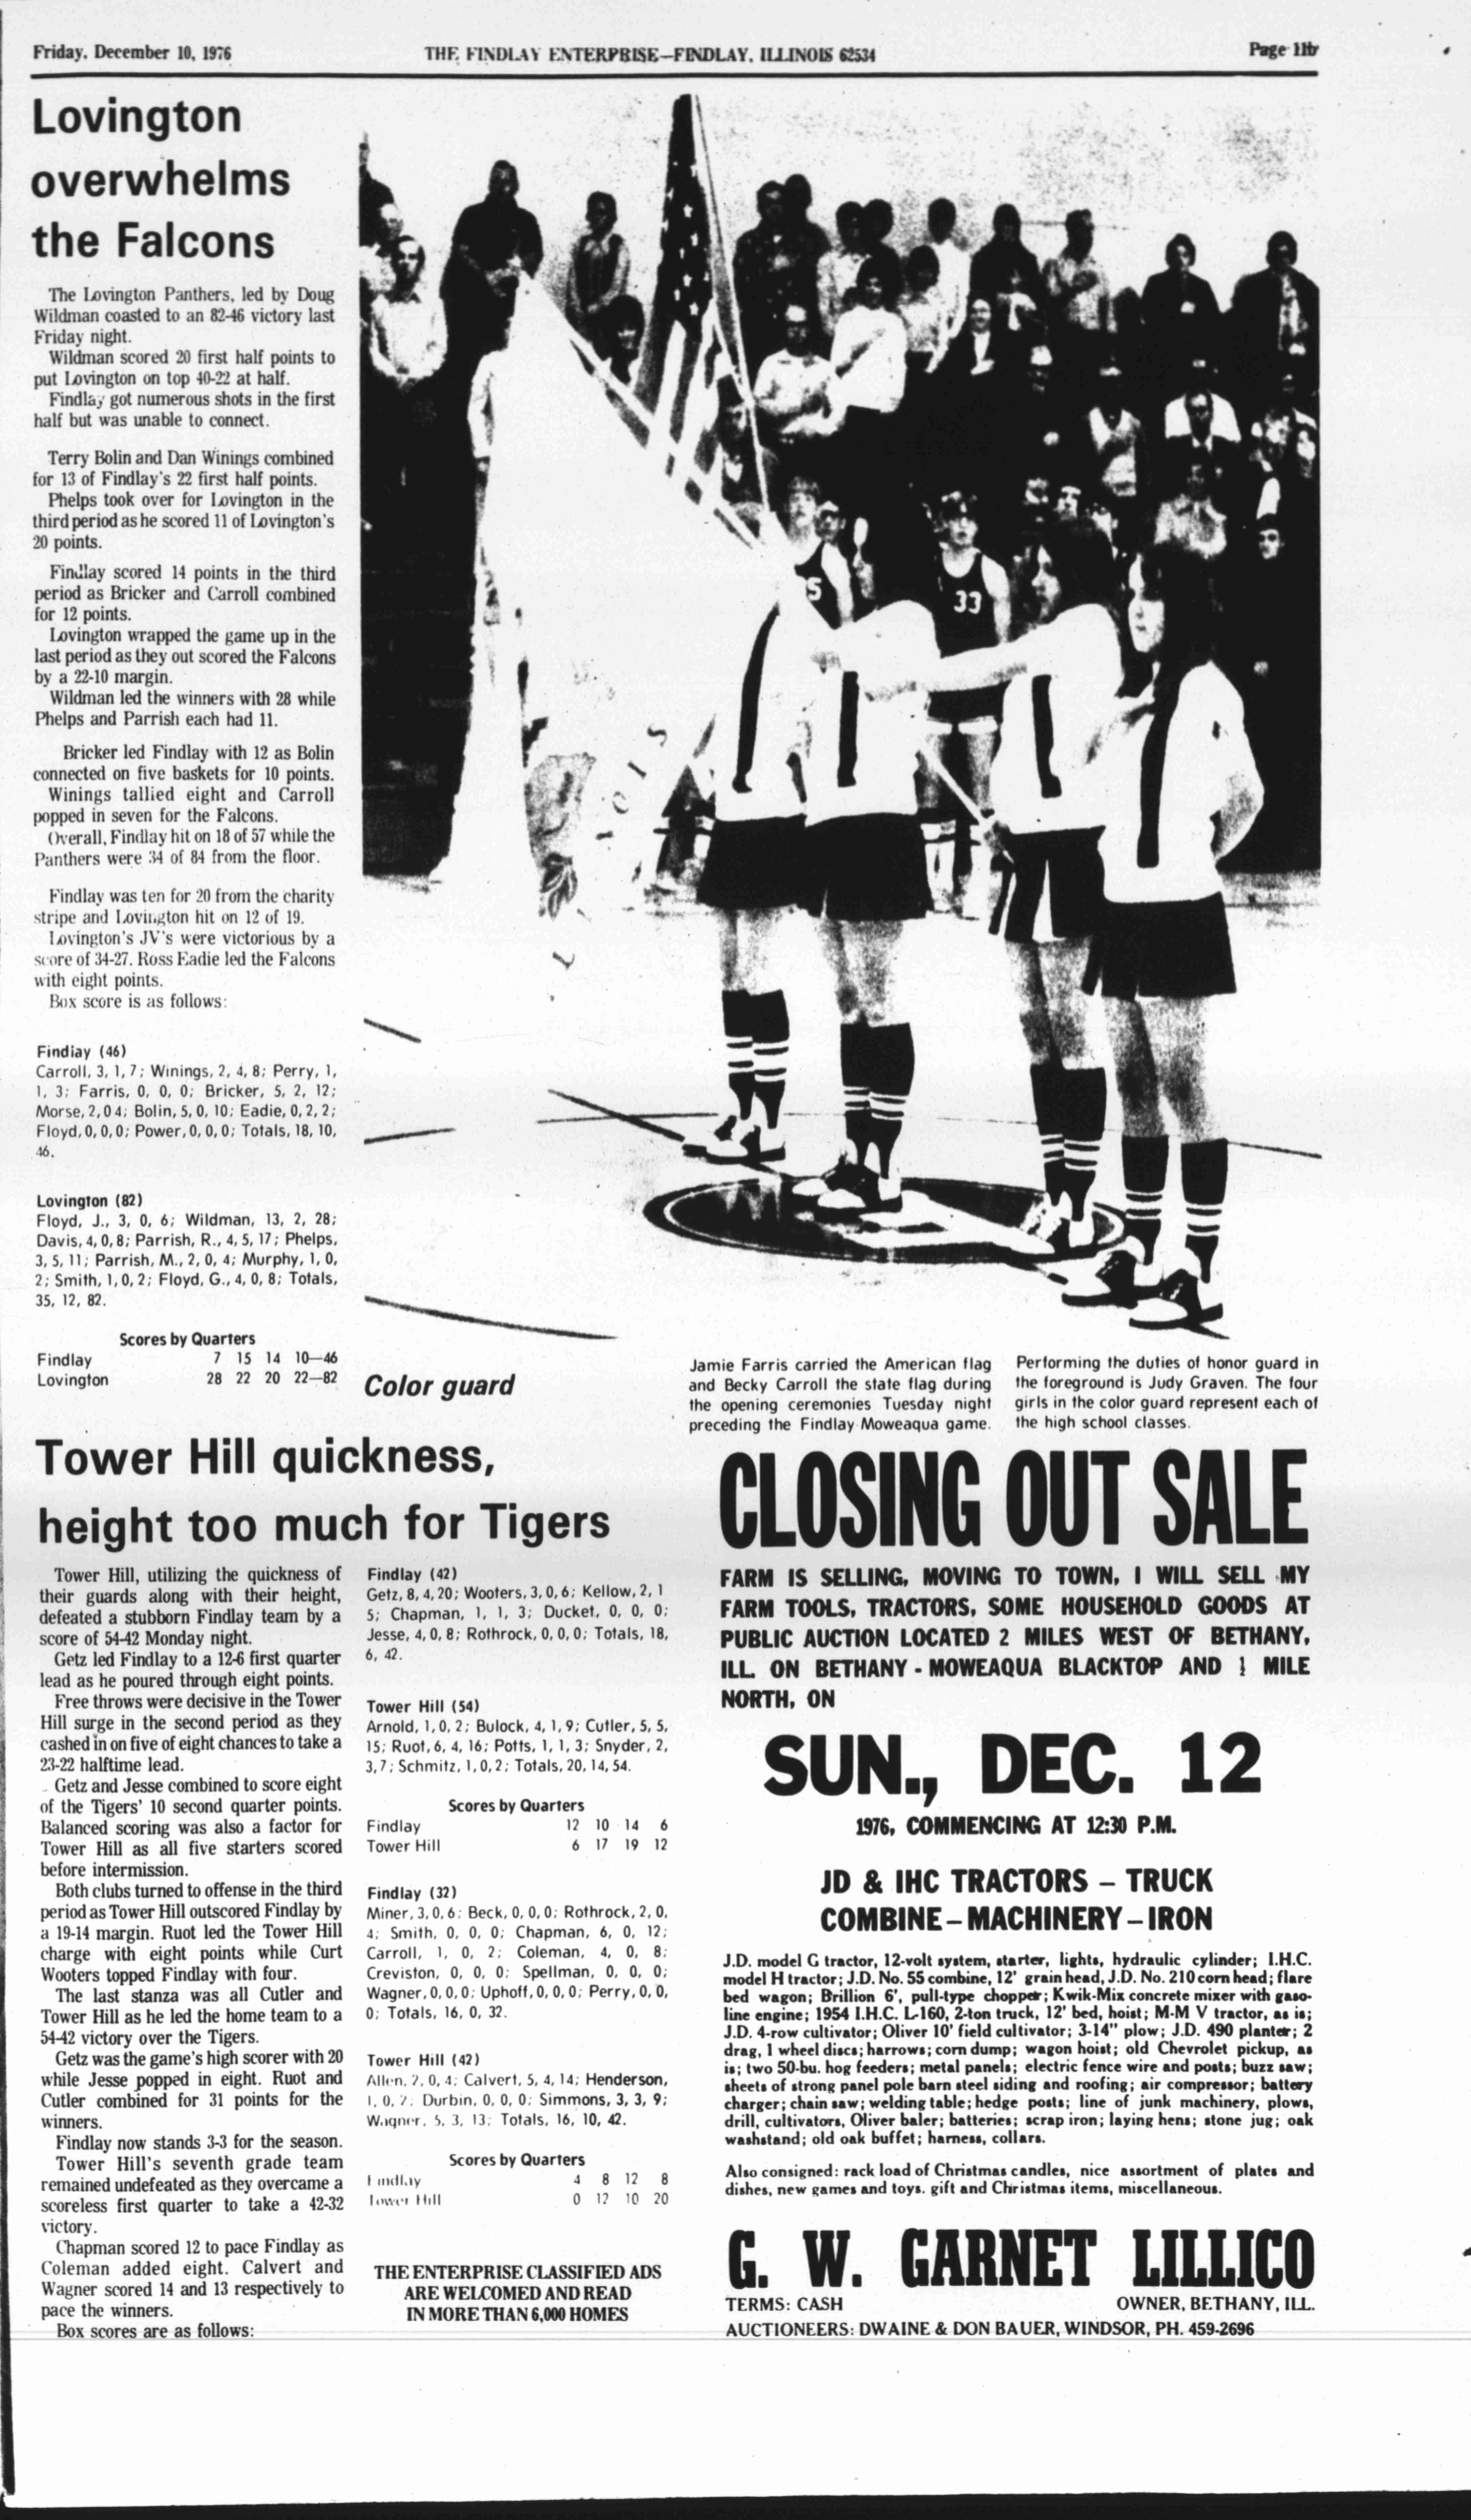 Friday, December 10, 1976
THE FINDLAY ENTERPRISE—FINDLAY, ILLINOIS 62534
Page 11b
Lovington
overwhelms
the Falcons
The Lovington Panthers, led by Doug
Wildman coasted to an 82-46 victory last
Friday night.
Wildman scored 20 first half points to
put Lovington on top 40-22 at half.
Findlay got numerous shots in the first
half but was unable to connect.
Terry Bolin and Dan Winings combined
for 13 of Findlay's 22 first half points.
Phelps took over for Lovington in the
third period as he scored 11 of Lovington's
20 points.
Findlay scored 14 points in the third
period as Bricker and Carroll combined
for 12 points.
Lovington wrapped the game up in the
last period as they out scored the Falcons
by a 22-10 margin.
Wildman led the winners with 28 while
Phelps and Parrish each had 11.
Bricker led Findlay with 12 as Bolin
connected on five baskets for 10 points.
Winings tallied eight and Carroll
popped in seven for the Falcons.
Overall, Findlay hit on 18 of 57 while the
Panthers were 34 of 84 from the floor.
Findlay was ten for 20 from the charity
stripe and Lovington hit on 12 of 19.
Lovington's JV's were victorious by a
score of 34-27. Ross Eadie led the Falcons
with eight points.
Box score is as follows:
Findlay (46)
Carroll, 3, 1, 7; Winings, 2, 4, 8; Perry, 1,
1, 3; Farris, 0, 0, 0; Bricker, 5, 2, 12;
Morse, 2, 0 4; Bolin, 5, 0, 10; Eadie, 0, 2, 2;
Floyd, 0, 0, 0; Power, 0, 0, 0; Totals, 18, 10,
46.
Lovington (82)
Floyd, J., 3, 0, 6; Wildman, 13, 2, 28;
Davis, 4, 0, 8; Parrish, R., 4, 5, 17; Phelps,
3, 5, 11; Parrish, M., 2, 0, 4; Murphy, 1, 0,
2; Smith, 1, 0, 2; Floyd, G., 4, 0, 8; Totals,
35, 12, 82.
Scores by Quarters
Findlay 7 15 14 10—46
Lovington 28 22 20 22—82
5
33
OIS
Color guard
Jamie Farris carried the American flag
and Becky Carroll the state flag during
the opening ceremonies Tuesday night
preceding the Findlay-Moweaqua game.
Performing the duties of honor guard in
the foreground is Judy Graven. The four
girls in the color guard represent each of
the high school classes.
Tower Hill quickness,
height too much for Tigers
Tower Hill, utilizing the quickness of
their guards along with their height,
defeated a stubborn Findlay team by a
score of 54-42 Monday night.
Getz led Findlay to a 12-6 first quarter
lead as he poured through eight points.
Free throws were decisive in the Tower
Hill surge in the second period as they
cashed in on five of eight chances to take a
23-22 halftime lead.
Getz and Jesse combined to score eight
of the Tigers' 10 second quarter points.
Balanced scoring was also a factor for
Tower Hill as all five starters scored
before intermission.
Both clubs turned to offense in the third
period as Tower Hill outscored Findlay by
a 19-14 margin. Ruot led the Tower Hill
charge with eight points while Curt
Wooters topped Findlay with four.
The last stanza was all Cutler and
Tower Hill as he led the home team to a
54-42 victory over the Tigers.
Getz was the game's high scorer with 20
while Jesse popped in eight. Ruot and
Cutler combined for 31 points for the
winners.
Findlay now stands 3-3 for the season.
Tower Hill's seventh grade team
remained undefeated as they overcame a
scoreless first quarter to take a 42-32
victory.
Chapman scored 12 to pace Findlay as
Coleman added eight. Calvert and
Wagner scored 14 and 13 respectively to
pace the winners.
Box scores are as follows:
Findlay (42)
Getz, 8, 4, 20; Wooters, 3, 0, 6; Kellow, 2, 1
5; Chapman, 1, 1, 3; Ducket, 0, 0, 0;
Jesse, 4, 0, 8; Rothrock, 0, 0, 0; Totals, 18,
6, 42.
Tower Hill (54)
Arnold, 1, 0, 2; Bulock, 4, 1, 9; Cutler, 5, 5,
15; Ruot, 6, 4, 16; Potts, 1, 1, 3; Snyder, 2,
3, 7; Schmitz, 1, 0, 2; Totals, 20, 14, 54.
Scores by Quarters
Findlay 12 10 14 6
Tower Hill 6 17 19 12
Findlay (32)
Miner, 3, 0, 6; Beck, 0, 0, 0; Rothrock, 2, 0,
4; Smith, 0, 0, 0; Chapman, 6, 0, 12;
Carroll, 1, 0, 2; Coleman, 4, 0, 8;
Creviston, 0, 0, 0; Spellman, 0, 0, 0;
Wagner, 0, 0, 0; Uphoff, 0, 0, 0; Perry, 0, 0,
0; Totals, 16, 0, 32.
Tower Hill (42)
Allen, 2, 0, 4; Calvert, 5, 4, 14; Henderson,
1, 0, 2; Durbin, 0, 0, 0; Simmons, 3, 3, 9;
Wagner, 5, 3, 13; Totals, 16, 10, 42.
Scores by Quarters
Findlay 4 8 12 8
Tower Hill 0 12 10 20
THE ENTERPRISE CLASSIFIED ADS
ARE WELCOMED AND READ
IN MORE THAN 6,000 HOMES
CLOSING OUT SALE
FARM IS SELLING, MOVING TO TOWN, I WILL SELL MY
FARM TOOLS, TRACTORS, SOME HOUSEHOLD GOODS AT
PUBLIC AUCTION LOCATED 2 MILES WEST OF BETHANY,
ILL. ON BETHANY - MOWEAQUA BLACKTOP AND ½ MILE
NORTH, ON
SUN., DEC. 12
1976, COMMENCING AT 12:30 P.M.
JD & IHC TRACTORS – TRUCK
COMBINE – MACHINERY – IRON
J.D. model G tractor, 12-volt system, starter, lights, hydraulic cylinder; I.H.C.
model H tractor; J.D. No. 55 combine, 12' grain head, J.D. No. 210 corn head; flare
bed wagon; Brillion 6', pull-type chopper; Kwik-Mix concrete mixer with gaso-
line engine; 1954 I.H.C. L-160, 2-ton truck, 12' bed, hoist; M-M V tractor, as is;
J.D. 4-row cultivator; Oliver 10' field cultivator; 3-14" plow; J.D. 490 planter; 2
drag, 1 wheel discs; harrows; corn dump; wagon hoist; old Chevrolet pickup, as
is; two 50-bu. hog feeders; metal panels; electric fence wire and posts; buzz saw;
sheets of strong panel pole barn steel siding and roofing; air compressor; battery
charger; chain saw; welding table; hedge posts; line of junk machinery, plows,
drill, cultivators, Oliver baler; batteries; scrap iron; laying hens; stone jug; oak
washstand; old oak buffet; harness, collars.
Also consigned: rack load of Christmas candles, nice assortment of plates and
dishes, new games and toys. gift and Christmas items, miscellaneous.
G. W. GARNET LILLICO
TERMS: CASH
OWNER, BETHANY, ILL.
AUCTIONEERS: DWAINE & DON BAUER, WINDSOR, PH. 459-2696